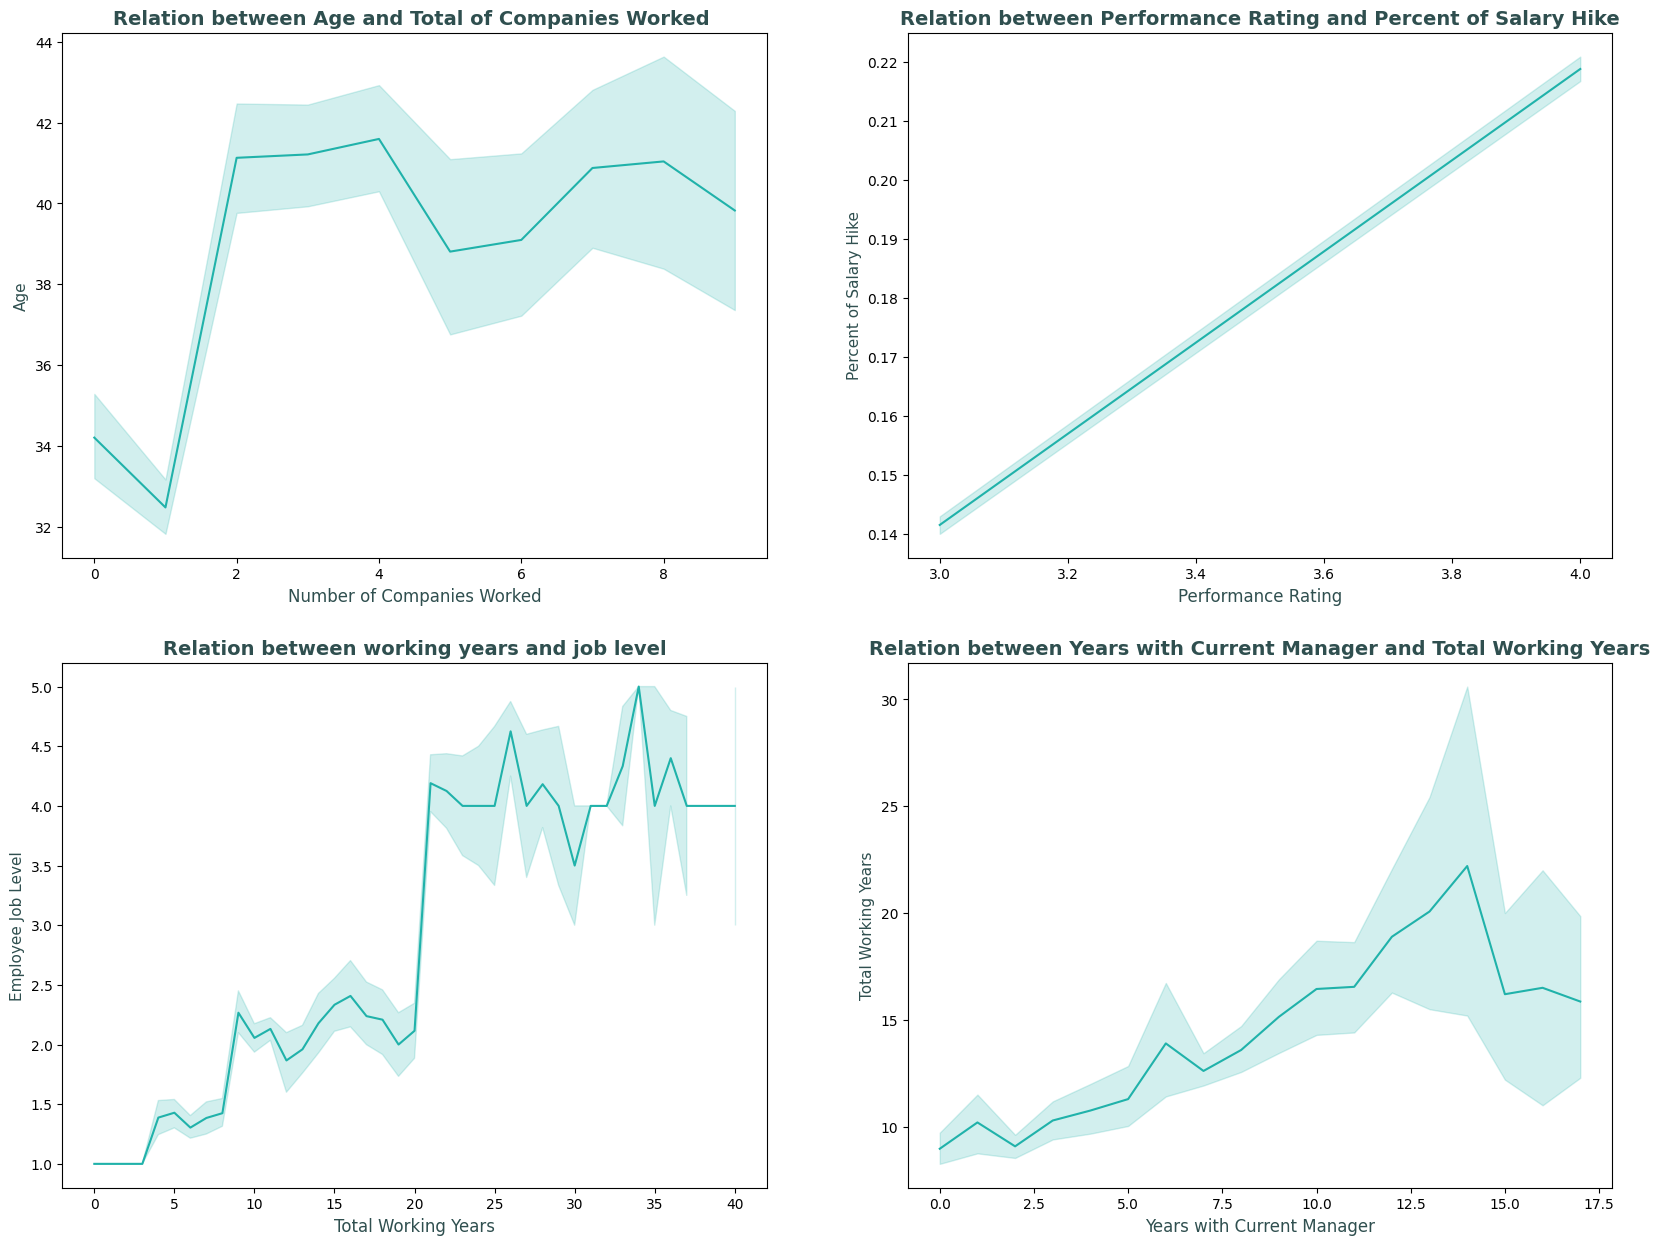 Relation between Age and Total of Companies Worked
44
42
40
38
36
34
32
Age
0 2 4 6 8
Number of Companies Worked
Relation between Performance Rating and Percent of Salary Hike
0.22
0.21
0.20
0.19
0.18
0.17
0.16
0.15
0.14
Percent of Salary Hike
3.0 3.2 3.4 3.6 3.8 4.0
Performance Rating
Relation between working years and job level
5.0
4.5
4.0
3.5
3.0
2.5
2.0
1.5
1.0
Employee Job Level
0 5 10 15 20 25 30 35 40
Total Working Years
Relation between Years with Current Manager and Total Working Years
30
25
20
15
10
Total Working Years
0.0 2.5 5.0 7.5 10.0 12.5 15.0 17.5
Years with Current Manager